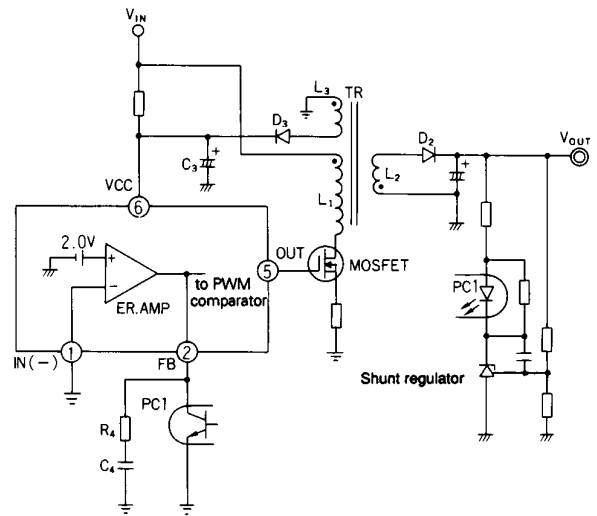 VIN
L3
TR
D3
D2
VOUT
C3
+
+
VCC
6
L1
L2
2.0V
+
−
ER.AMP
to PWM
comparator
OUT
5
MOSFET
PC1
IN(−)
1
2
FB
Shunt regulator
PC1
R4
C4